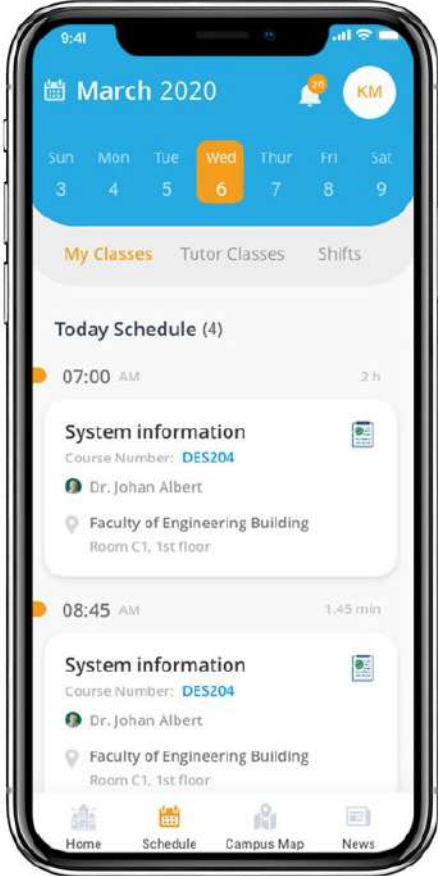 9:41
March 2020
20
KM
Sun Mon Tue Wed Thur Fri Sat
3 4 5 6 7 8 9
My Classes Tutor Classes Shifts
Today Schedule (4)
07:00 AM 2 h
System information
Course Number: DES204
Dr. Johan Albert
Faculty of Engineering Building
Room C1, 1st floor
08:45 AM 1.45 min
System information
Course Number: DES204
Dr. Johan Albert
Faculty of Engineering Building
Room C1, 1st floor
Home Schedule Campus Map News